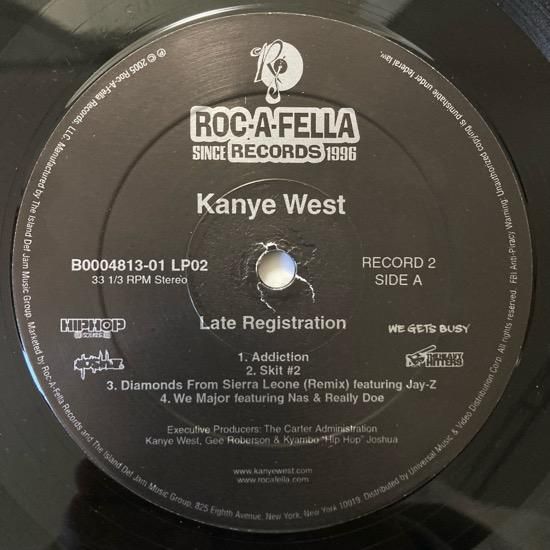 ROC-A-FELLA
SINCE RECORDS 1996
Kanye West
B0004813-01 LP02
33 1/3 RPM Stereo
RECORD 2
SIDE A
Late Registration
HIPHOP
WE GETS BUSY
THE HEAVY
HITTERS
1. Addiction
2. Skit #2
3. Diamonds From Sierra Leone (Remix) featuring Jay-Z
4. We Major featuring Nas & Really Doe
Executive Producers: The Carter Administration
Kanye West, Gee Roberson & Kyambo "Hip Hop" Joshua
www.kanyewest.com
www.rocafella.com
℗ © 2005 Roc-A-Fella Records, LLC. Manufactured by The Island Def Jam Music Group. Marketed by Roc-A-Fella Records and The Island Def Jam Music Group, 825 Eighth Avenue, New York, New York, NY 10019. Distributed by Universal Music & Video Distribution Corp. All rights reserved. FBI Anti-Piracy Warning: Unauthorized copying is punishable under federal law.